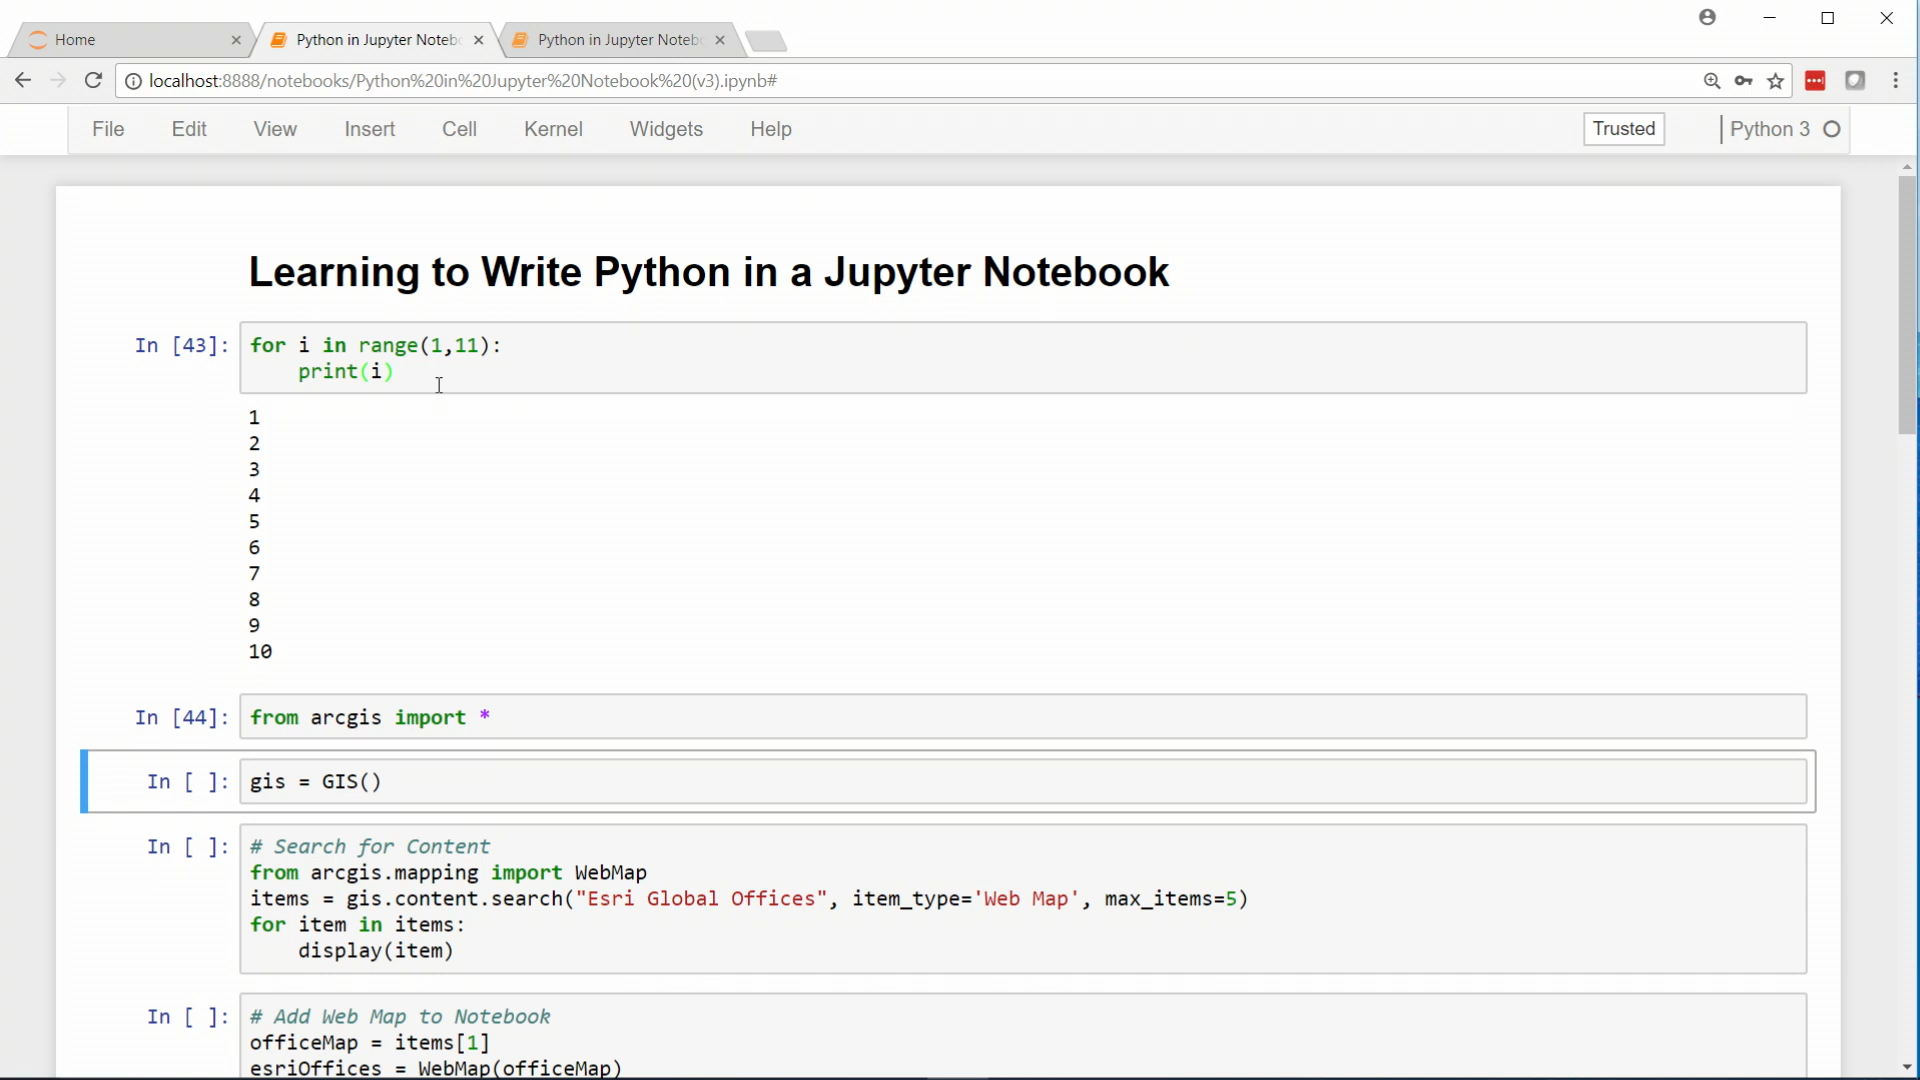 Home
Python in Jupyter Noteb
Python in Jupyter Noteb
localhost:8888/notebooks/Python%20in%20Jupyter%20Notebook%20(v3).ipynb#
File Edit View Insert Cell Kernel Widgets Help Trusted Python 3
Learning to Write Python in a Jupyter Notebook
In [43]: for i in range(1,11):
print(i)
1
2
3
4
5
6
7
8
9
10
In [44]: from arcgis import *
In [ ]: gis = GIS()
In [ ]: # Search for Content
from arcgis.mapping import WebMap
items = gis.content.search("Esri Global Offices", item_type='Web Map', max_items=5)
for item in items:
display(item)
In [ ]: # Add Web Map to Notebook
officeMap = items[1]
esriOffices = WebMap(officeMap)